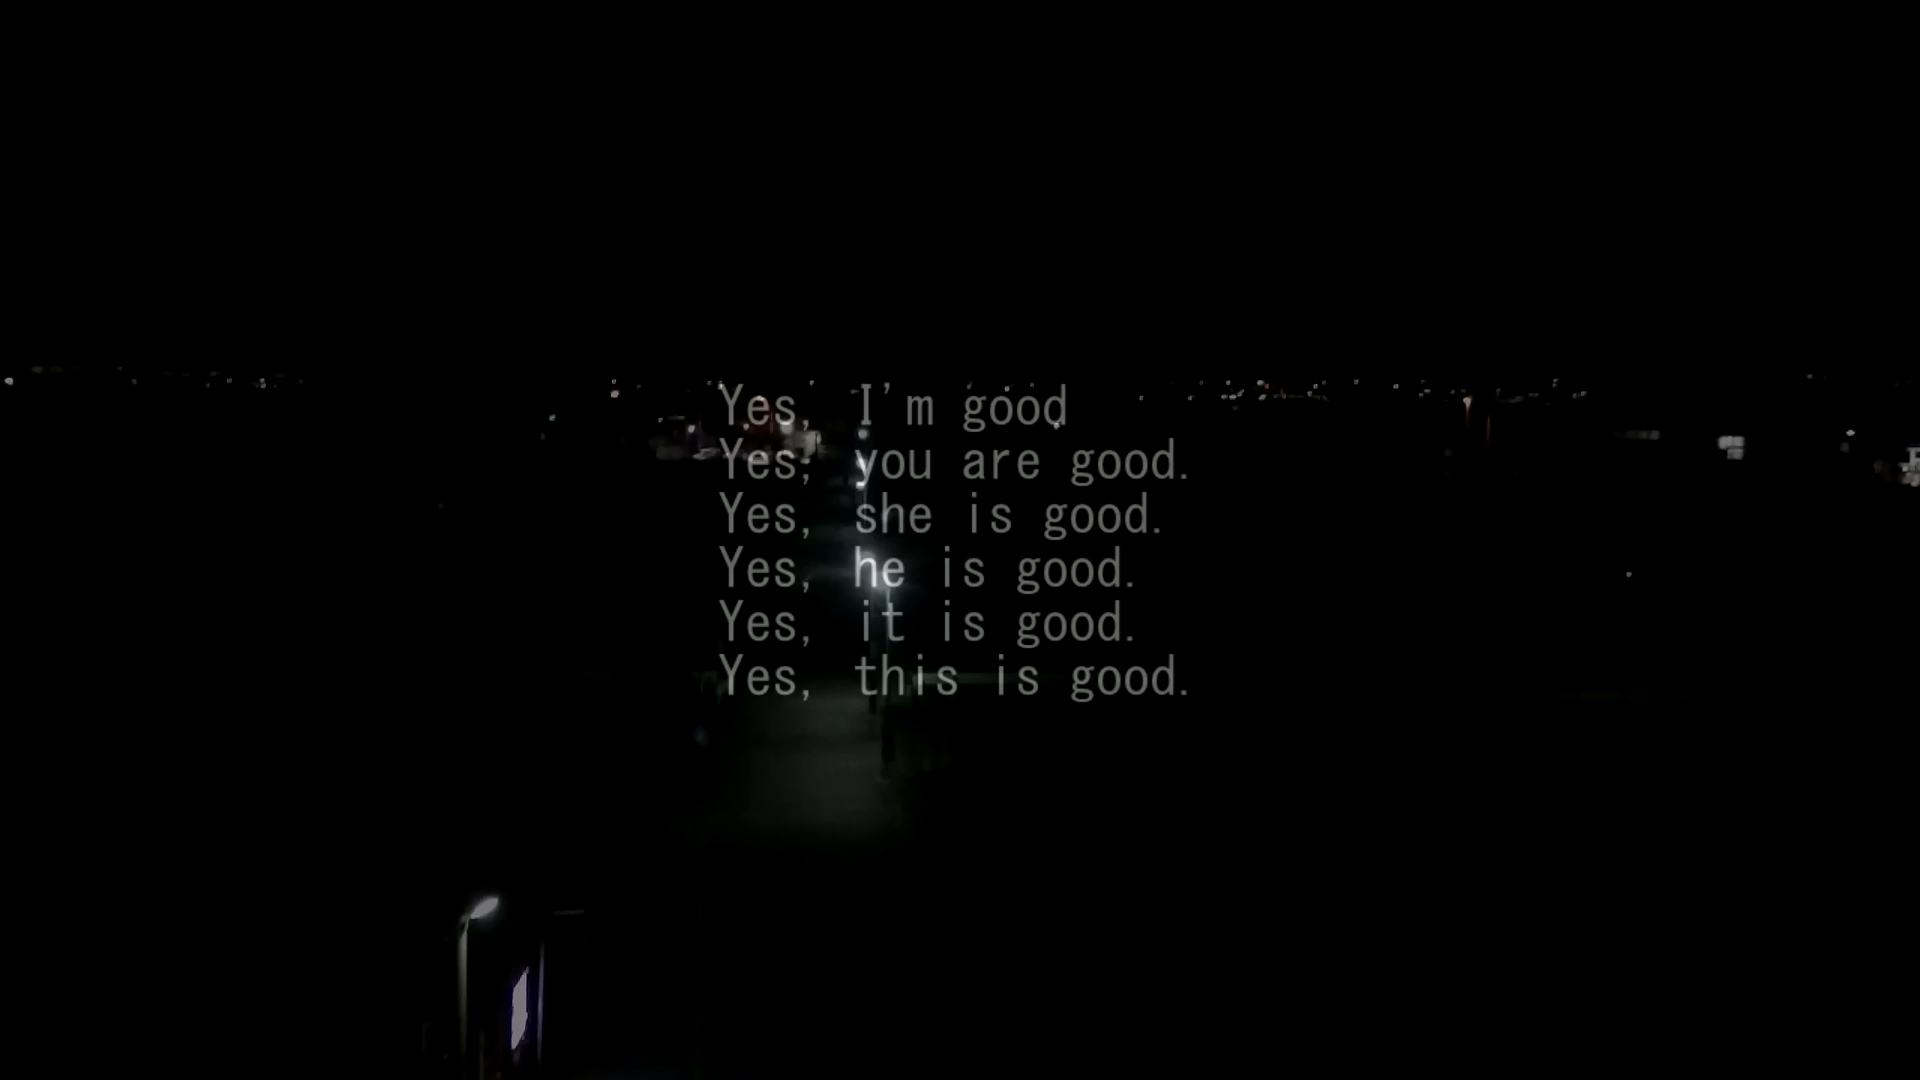 Yes, I'm good
Yes, you are good.
Yes, she is good.
Yes, he is good.
Yes, it is good.
Yes, this is good.